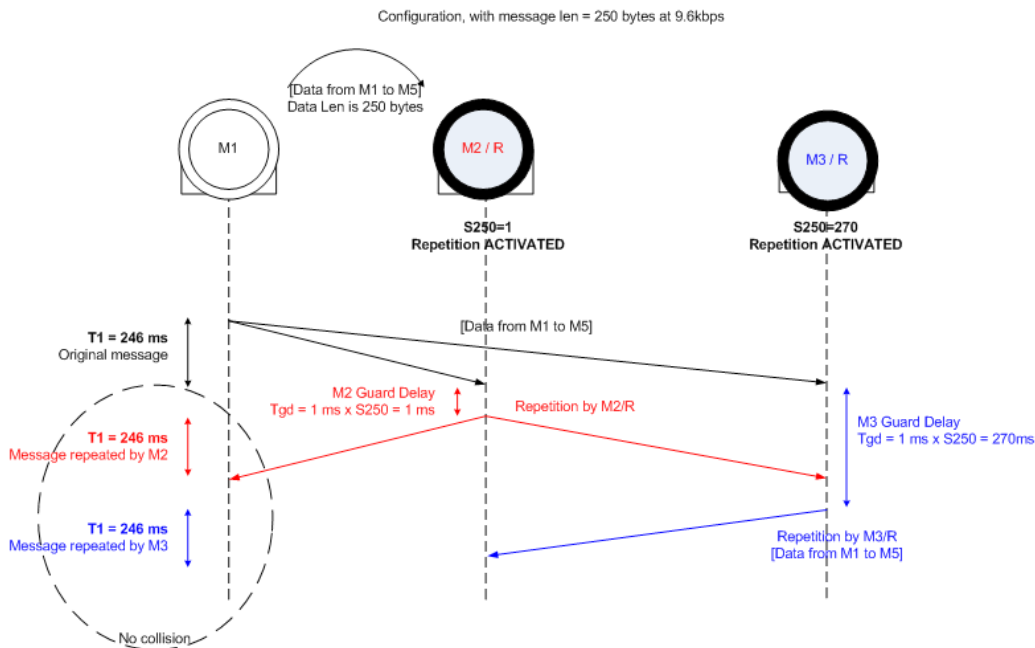 Configuration, with message len = 250 bytes at 9.6kbps
[Data from M1 to M5]
Data Len is 250 bytes
M1
M2 / R
M3 / R
S250=1
Repetition ACTIVATED
S250=270
Repetition ACTIVATED
T1 = 246 ms
Original message
[Data from M1 to M5]
M2 Guard Delay
Tgd = 1 ms x S250 = 1 ms
Repetition by M2/R
M3 Guard Delay
Tgd = 1 ms x S250 = 270ms
T1 = 246 ms
Message repeated by M2
T1 = 246 ms
Message repeated by M3
Repetition by M3/R
[Data from M1 to M5]
No collision